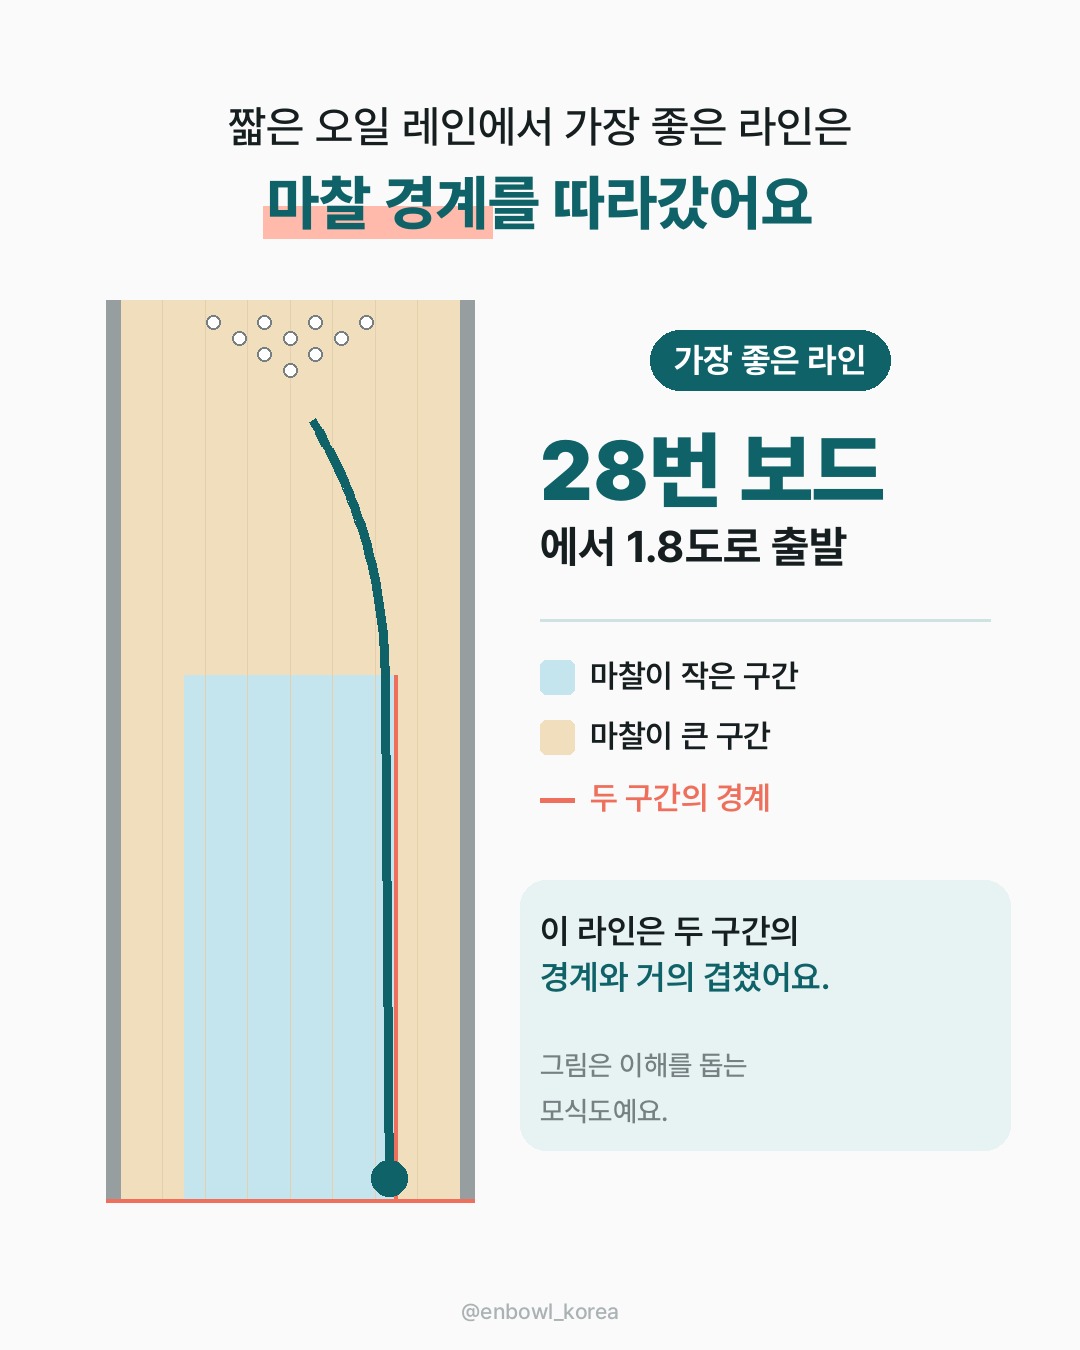 짧은 오일 레인에서 가장 좋은 라인은
마찰 경계를 따라갔어요
가장 좋은 라인
28번 보드
에서 1.8도로 출발
마찰이 작은 구간
마찰이 큰 구간
두 구간의 경계
이 라인은 두 구간의
경계와 거의 겹쳤어요.
그림은 이해를 돕는
모식도예요.
@enbowl_korea